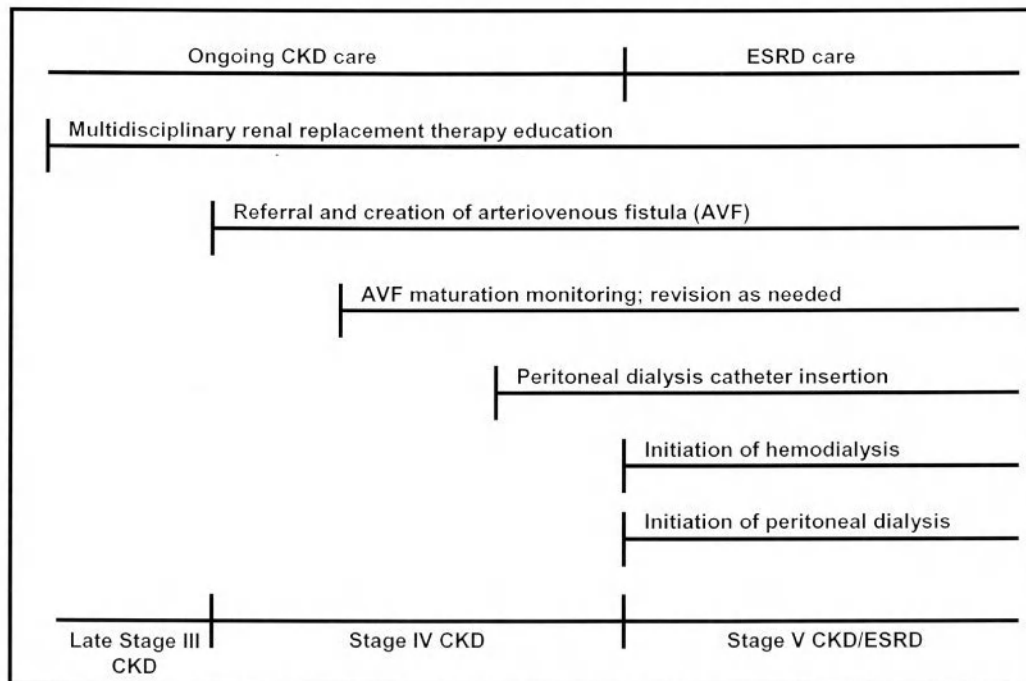 Ongoing CKD care
ESRD care
Multidisciplinary renal replacement therapy education
Referral and creation of arteriovenous fistula (AVF)
AVF maturation monitoring; revision as needed
Peritoneal dialysis catheter insertion
Initiation of hemodialysis
Initiation of peritoneal dialysis
Late Stage III
CKD
Stage IV CKD
Stage V CKD/ESRD